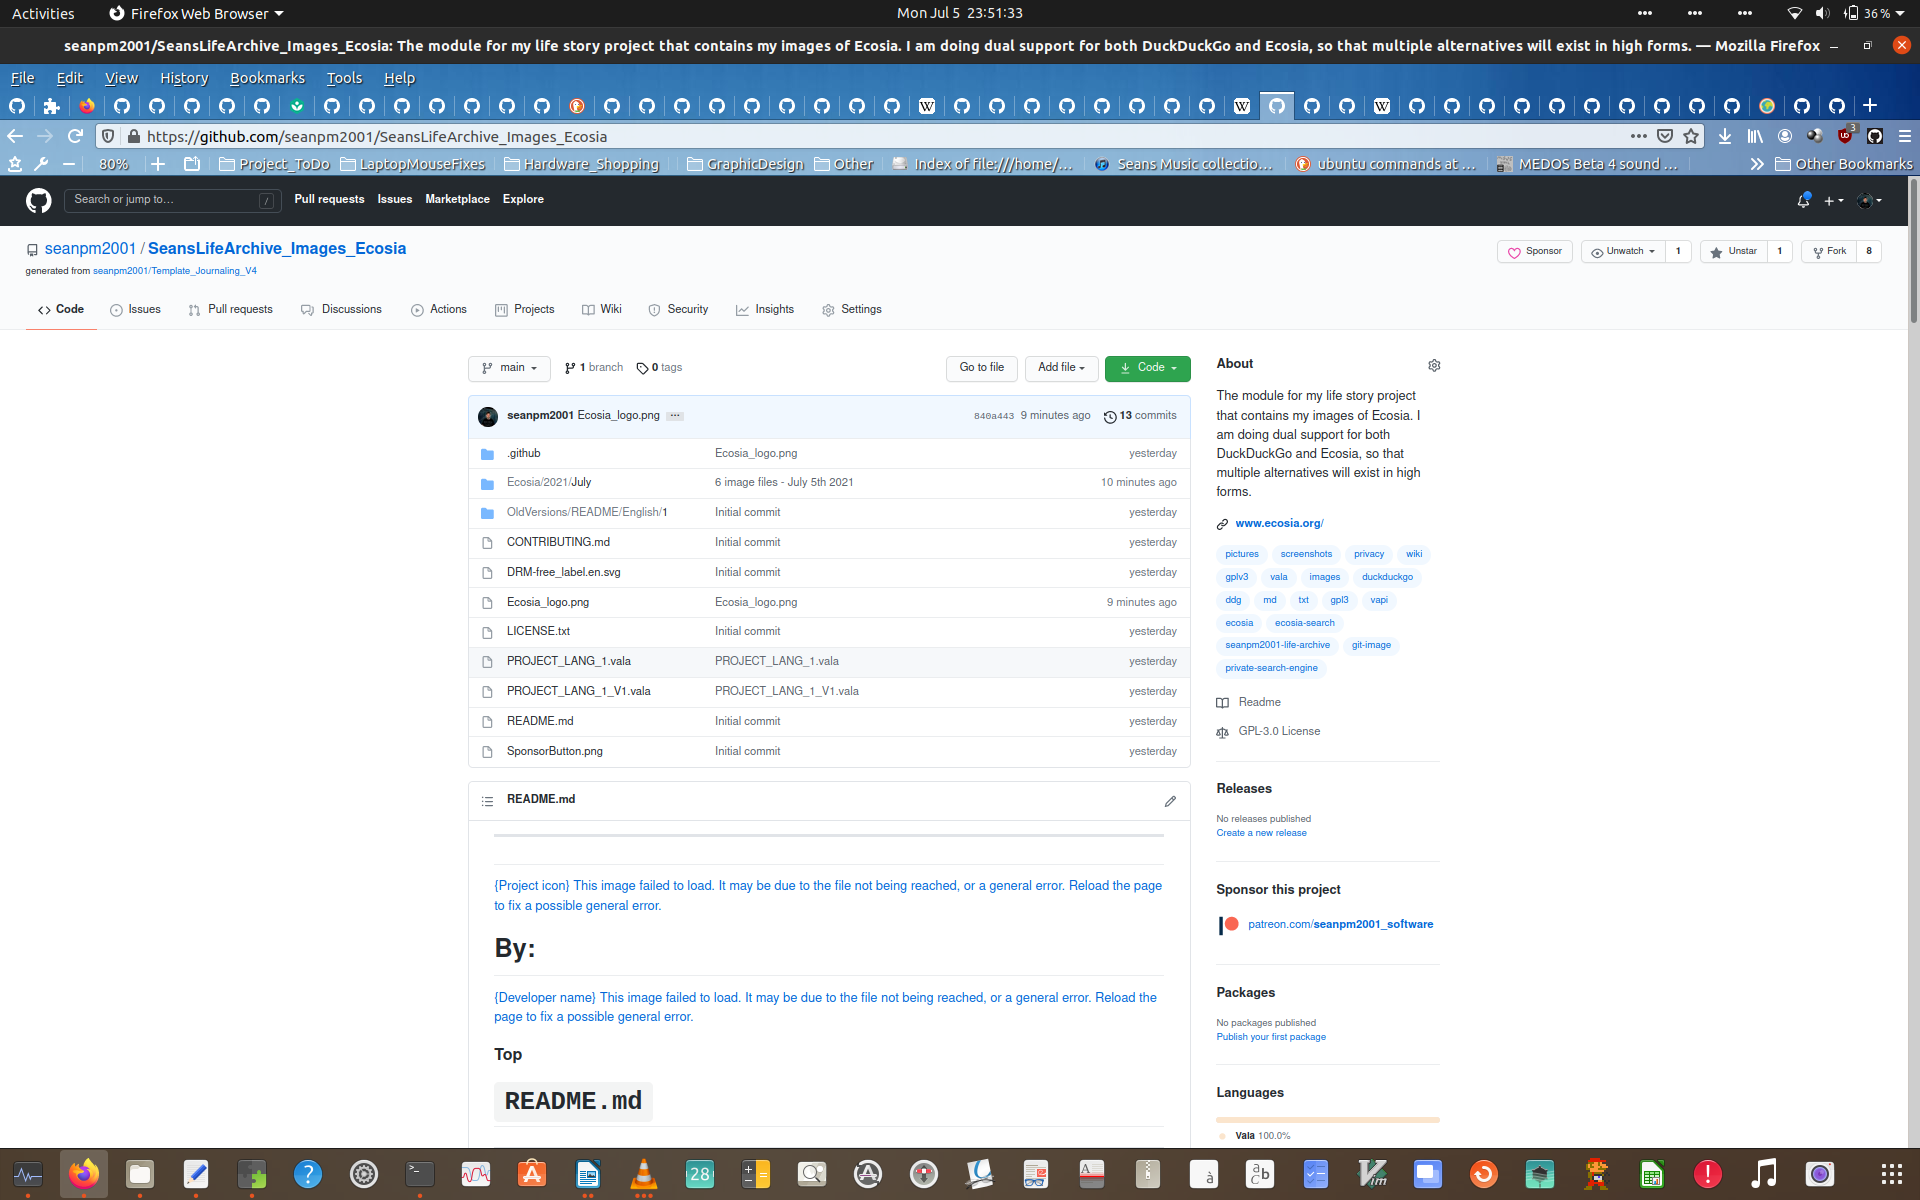 Activities Firefox Web Browser Mon Jul 5 23:51:33 ••• ••• ••• 36 %
seanpm2001/SeansLifeArchive_Images_Ecosia: The module for my life story project that contains my images of Ecosia. I am doing dual support for both DuckDuckGo and Ecosia, so that multiple alternatives will exist in high forms. — Mozilla Firefox
File Edit View History Bookmarks Tools Help
https://github.com/seanpm2001/SeansLifeArchive_Images_Ecosia ••• 3
80% Project_ToDo LaptopMouseFixes Hardware_Shopping GraphicDesign Other Index of file:///home/… Seans Music collectio… ubuntu commands at … MEDOS Beta 4 sound … Other Bookmarks
Search or jump to… / Pull requests Issues Marketplace Explore
seanpm2001 / SeansLifeArchive_Images_Ecosia Sponsor Unwatch 1 Unstar 1 Fork 8
generated from seanpm2001/Template_Journaling_V4
Code Issues Pull requests Discussions Actions Projects Wiki Security Insights Settings
main 1 branch 0 tags Go to file Add file Code
seanpm2001 Ecosia_logo.png ··· 840a443 9 minutes ago 13 commits
.github Ecosia_logo.png yesterday
Ecosia/2021/July 6 image files - July 5th 2021 10 minutes ago
OldVersions/README/English/1 Initial commit yesterday
CONTRIBUTING.md Initial commit yesterday
DRM-free_label.en.svg Initial commit yesterday
Ecosia_logo.png Ecosia_logo.png 9 minutes ago
LICENSE.txt Initial commit yesterday
PROJECT_LANG_1.vala PROJECT_LANG_1.vala yesterday
PROJECT_LANG_1_V1.vala PROJECT_LANG_1_V1.vala yesterday
README.md Initial commit yesterday
SponsorButton.png Initial commit yesterday
README.md
{Project icon} This image failed to load. It may be due to the file not being reached, or a general error. Reload the page
to fix a possible general error.
By:
{Developer name} This image failed to load. It may be due to the file not being reached, or a general error. Reload the
page to fix a possible general error.
Top
README.md
About
The module for my life story project
that contains my images of Ecosia. I
am doing dual support for both
DuckDuckGo and Ecosia, so that
multiple alternatives will exist in high
forms.
www.ecosia.org/
pictures screenshots privacy wiki
gplv3 vala images duckduckgo
ddg md txt gpl3 vapi
ecosia ecosia-search
seanpm2001-life-archive git-image
private-search-engine
Readme
GPL-3.0 License
Releases
No releases published
Create a new release
Sponsor this project
patreon.com/seanpm2001_software
Packages
No packages published
Publish your first package
Languages
Vala 100.0%
28